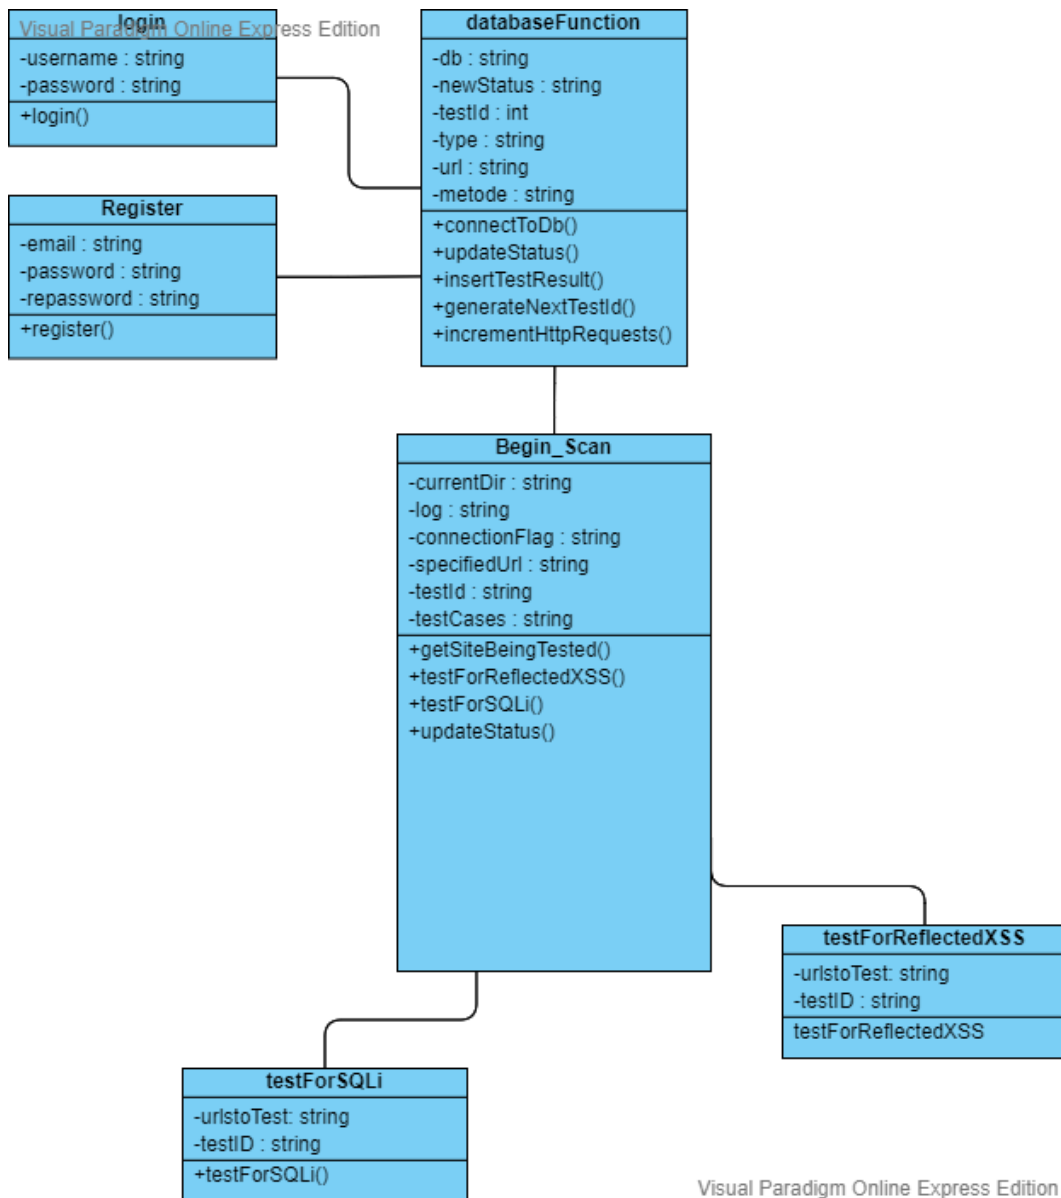 login
Visual Paradigm Online Express Edition
-username : string
-password : string
+login()
databaseFunction
-db : string
-newStatus : string
-testId : int
-type : string
-url : string
-metode : string
+connectToDb()
+updateStatus()
+insertTestResult()
+generateNextTestId()
+incrementHttpRequests()
Register
-email : string
-password : string
-repassword : string
+register()
Begin_Scan
-currentDir : string
-log : string
-connectionFlag : string
-specifiedUrl : string
-testId : string
-testCases : string
+getSiteBeingTested()
+testForReflectedXSS()
+testForSQLi()
+updateStatus()
testForReflectedXSS
-urlstoTest: string
-testID : string
testForReflectedXSS
testForSQLi
-urlstoTest: string
-testID : string
+testForSQLi()
Visual Paradigm Online Express Edition